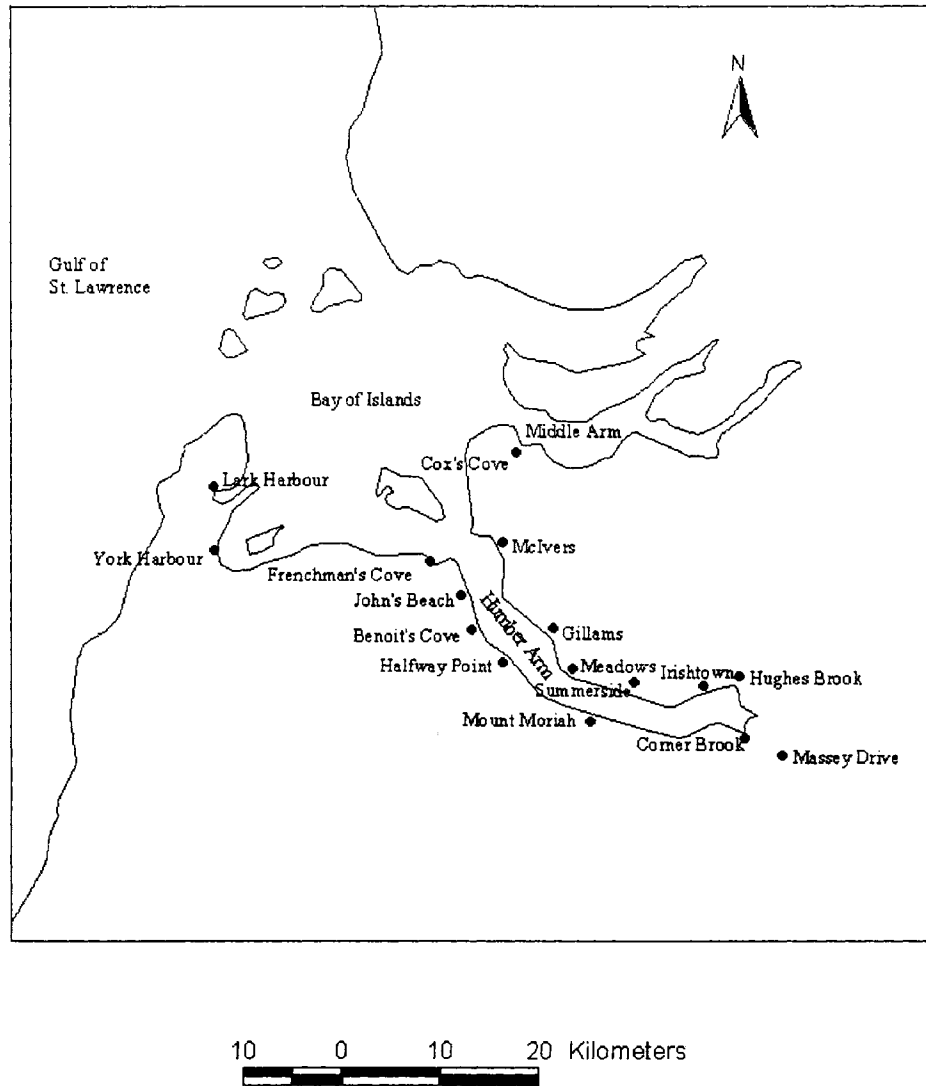 N
Gulf of
St. Lawrence
Bay of Islands
Middle Arm
Cox's Cove
Lark Harbour
McIvers
York Harbour
Frenchman's Cove
John's Beach
Humber Arm
Gillams
Benoit's Cove
Halfway Point
Meadows
Irishtown
Hughes Brook
Summerside
Mount Moriah
Corner Brook
Massey Drive
10 0 10 20 Kilometers